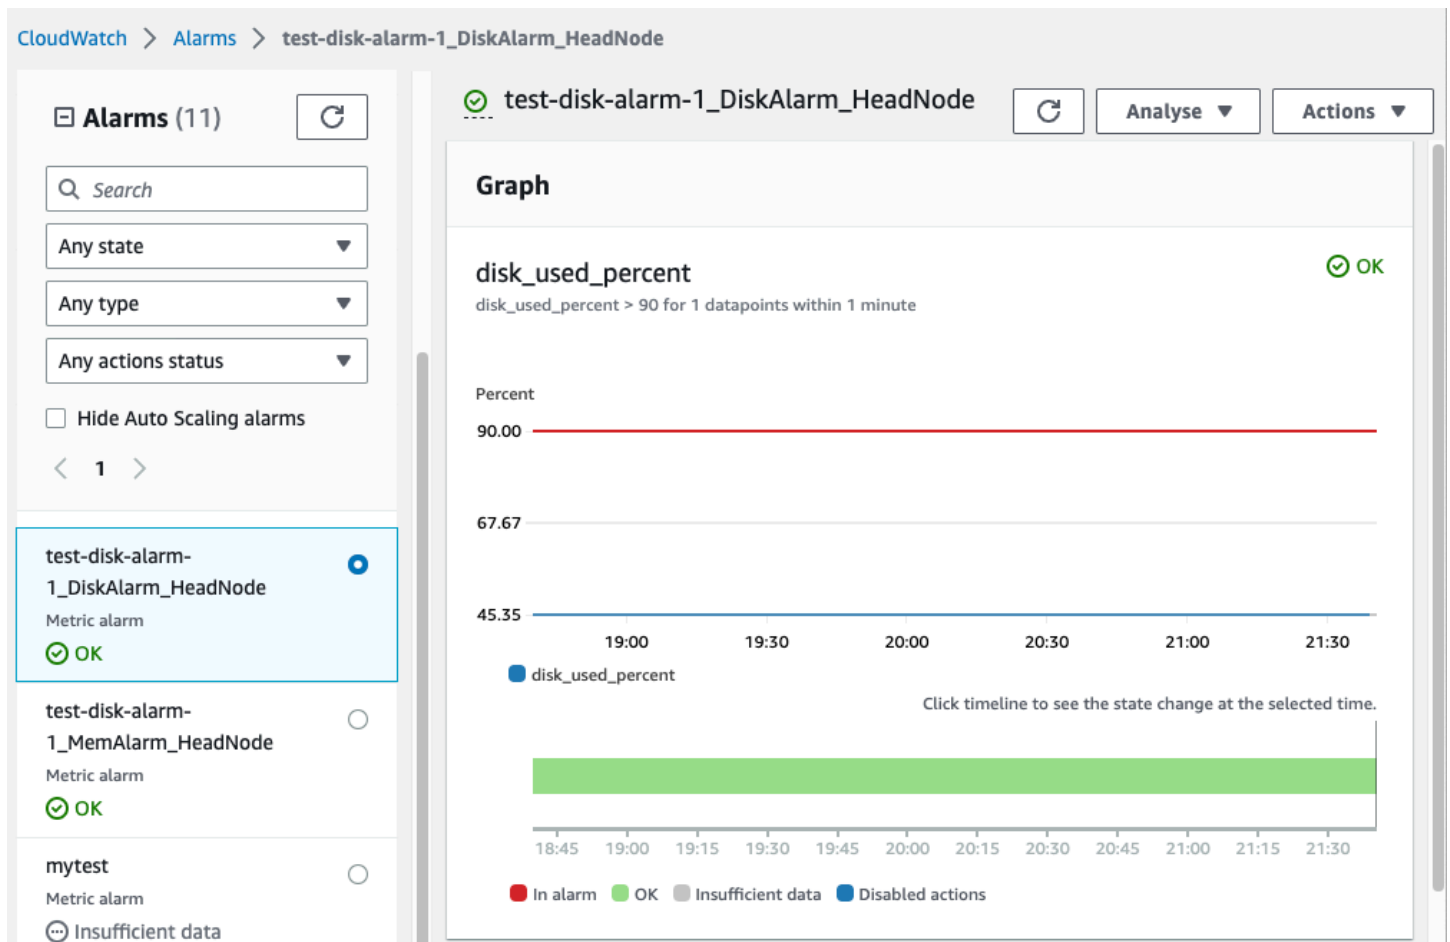 CloudWatch > Alarms > test-disk-alarm-1_DiskAlarm_HeadNode
Alarms (11)
Search
Any state
Any type
Any actions status
Hide Auto Scaling alarms
1
test-disk-alarm-
1_DiskAlarm_HeadNode
Metric alarm
OK
test-disk-alarm-
1_MemAlarm_HeadNode
Metric alarm
OK
mytest
Metric alarm
Insufficient data
test-disk-alarm-1_DiskAlarm_HeadNode
Analyse
Actions
Graph
disk_used_percent
OK
disk_used_percent > 90 for 1 datapoints within 1 minute
Percent
90.00
67.67
45.35
19:00 19:30 20:00 20:30 21:00 21:30
disk_used_percent
Click timeline to see the state change at the selected time.
18:45 19:00 19:15 19:30 19:45 20:00 20:15 20:30 20:45 21:00 21:15 21:30
In alarm OK Insufficient data Disabled actions